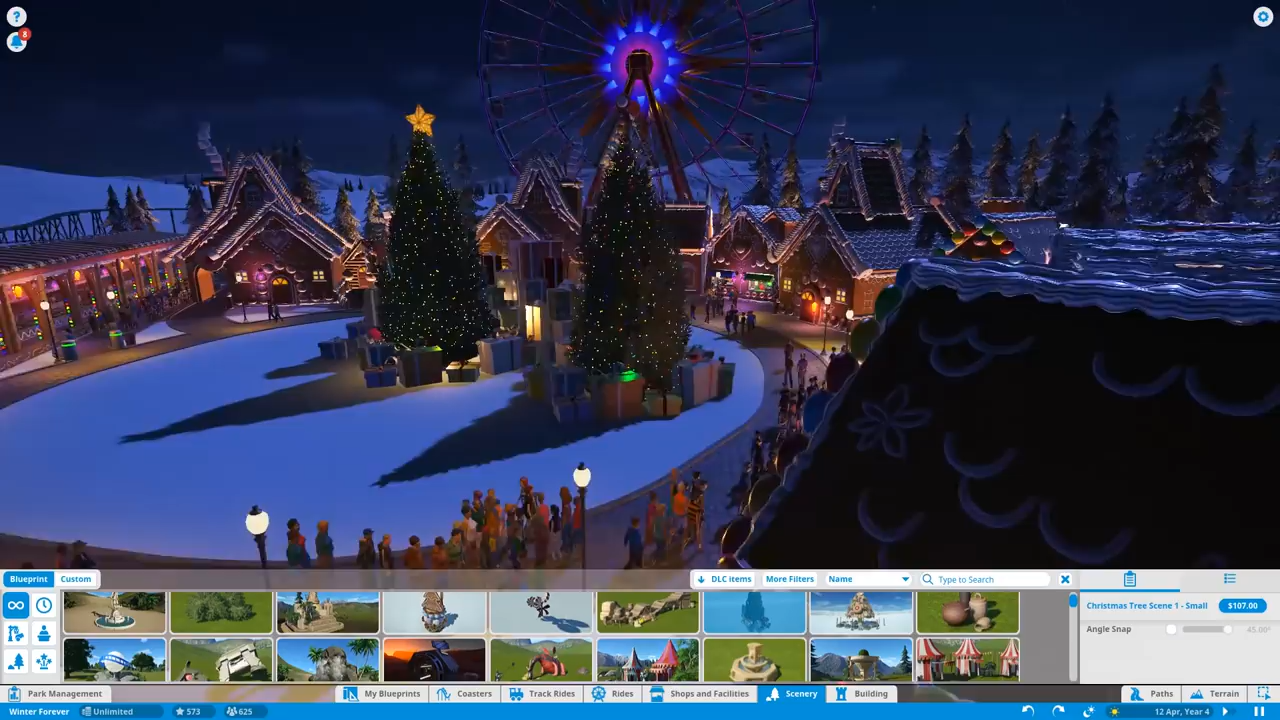 ?
8
Blueprint
Custom
DLC items
More Filters
Name
Type to Search
Christmas Tree Scene 1 - Small
$107.00
Angle Snap
45.00°
Park Management
My Blueprints
Coasters
Track Rides
Rides
Shops and Facilities
Scenery
Building
Paths
Terrain
Winter Forever
Unlimited
573
625
12 Apr, Year 4